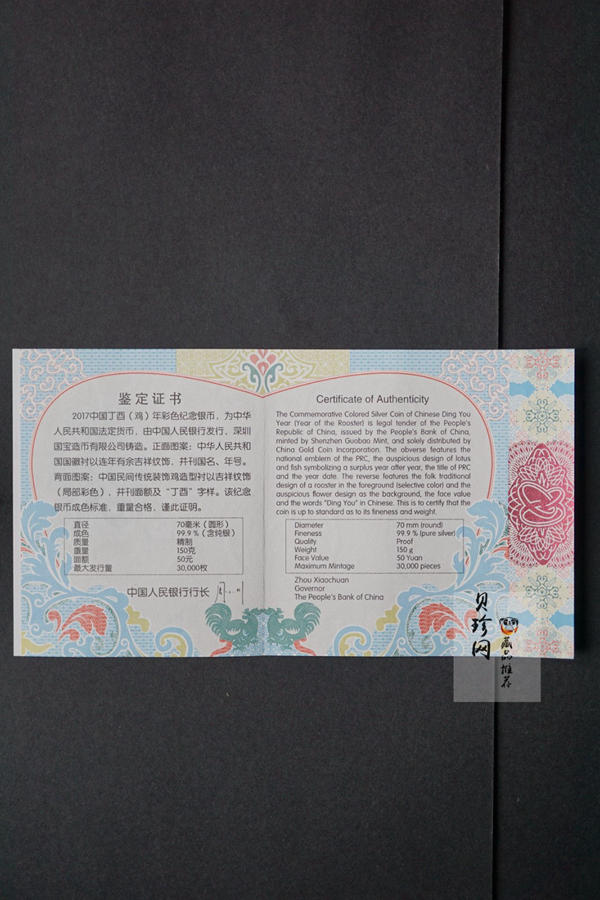 鉴定证书
2017中国丁酉（鸡）年彩色纪念银币，为中华
人民共和国法定货币，由中国人民银行发行，深圳
国宝造币有限公司铸造。正面图案：中华人民共和
国国徽衬以连年有余吉祥纹饰，并刊国名、年号。
背面图案：中国民间传统装饰鸡造型衬以吉祥纹饰
（局部彩色），并刊面额及“丁酉”字样。该纪念
银币成色标准、重量合格，谨此证明。
直径 70毫米（圆形）
成色 99.9％（含纯银）
质量 精制
重量 150克
面额 50元
最大发行量 30,000枚
中国人民银行行长
Certificate of Authenticity
The Commemorative Colored Silver Coin of Chinese Ding You
Year (Year of the Rooster) is legal tender of the People's
Republic of China, issued by the People's Bank of China,
minted by Shenzhen Guobao Mint, and solely distributed by
China Gold Coin Incorporation. The obverse features the
national emblem of the PRC, the auspicious design of lotus
and fish symbolizing a surplus year after year, the title of PRC
and the year date. The reverse features the folk traditional
design of a rooster in the foreground (selective color) and the
auspicious flower design as the background, the face value
and the words "Ding You" in Chinese. This is to certify that the
coin is up to standard as to its fineness and weight.
Diameter 70 mm (round)
Fineness 99.9 % (pure silver)
Quality Proof
Weight 150 g
Face Value 50 Yuan
Maximum Mintage 30,000 pieces
Zhou Xiaochuan
Governor
The People's Bank of China
贝珍网
藏品推荐